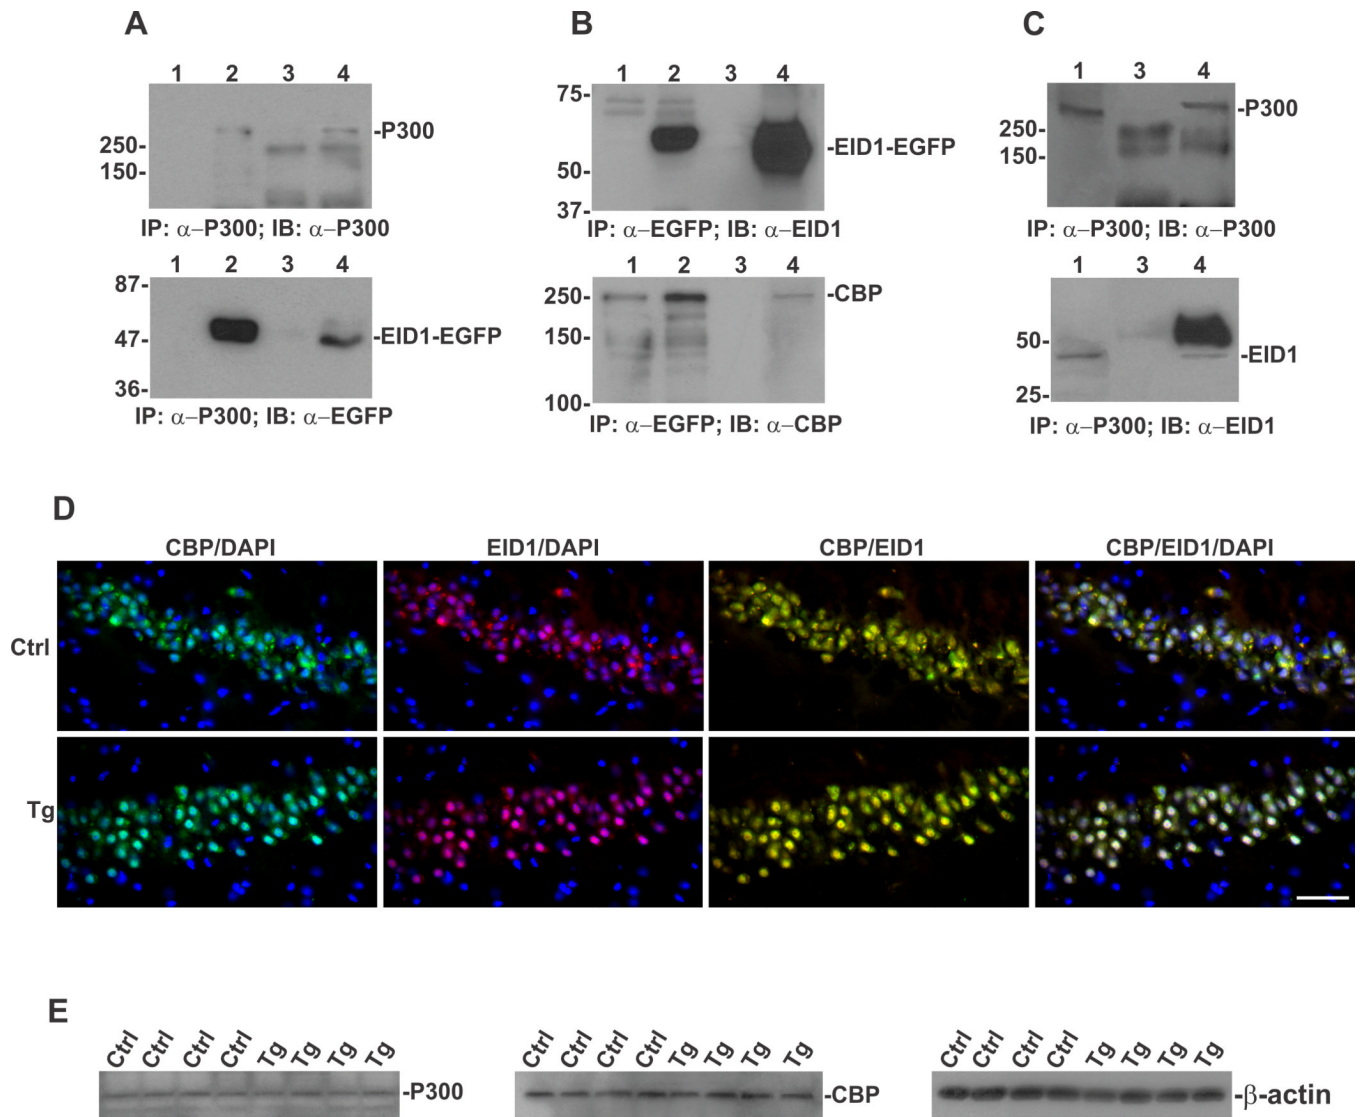 A
1 2 3 4
-P300
250-
150-
IP: α–P300; IB: α–P300
1 2 3 4
87-
47-
-EID1-EGFP
36-
IP: α–P300; IB: α–EGFP
B
1 2 3 4
75-
-EID1-EGFP
50-
37-
IP: α–EGFP; IB: α–EID1
1 2 3 4
250-
-CBP
150-
100-
IP: α–EGFP; IB: α–CBP
C
1 3 4
-P300
250-
150-
IP: α–P300; IB: α–P300
1 3 4
50-
-EID1
25-
IP: α–P300; IB: α–EID1
D
CBP/DAPI EID1/DAPI CBP/EID1 CBP/EID1/DAPI
Ctrl
Tg
E
Ctrl Ctrl Ctrl Ctrl Tg Tg Tg Tg
-P300
Ctrl Ctrl Ctrl Ctrl Tg Tg Tg Tg
-CBP
Ctrl Ctrl Ctrl Ctrl Tg Tg Tg Tg
-β-actin